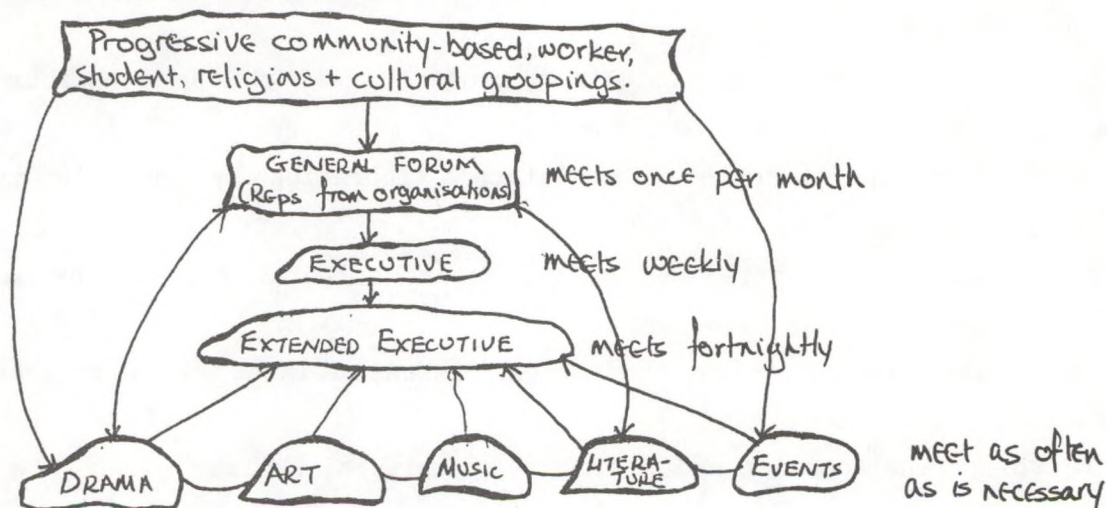 Progressive community-based, worker,
student, religious + cultural groupings.
GENERAL FORUM
(Reps from organisations)
meets once per month
EXECUTIVE
meets weekly
EXTENDED EXECUTIVE
meets fortnightly
DRAMA
ART
MUSIC
LITERA-
TURE
EVENTS
meet as often
as is necessary